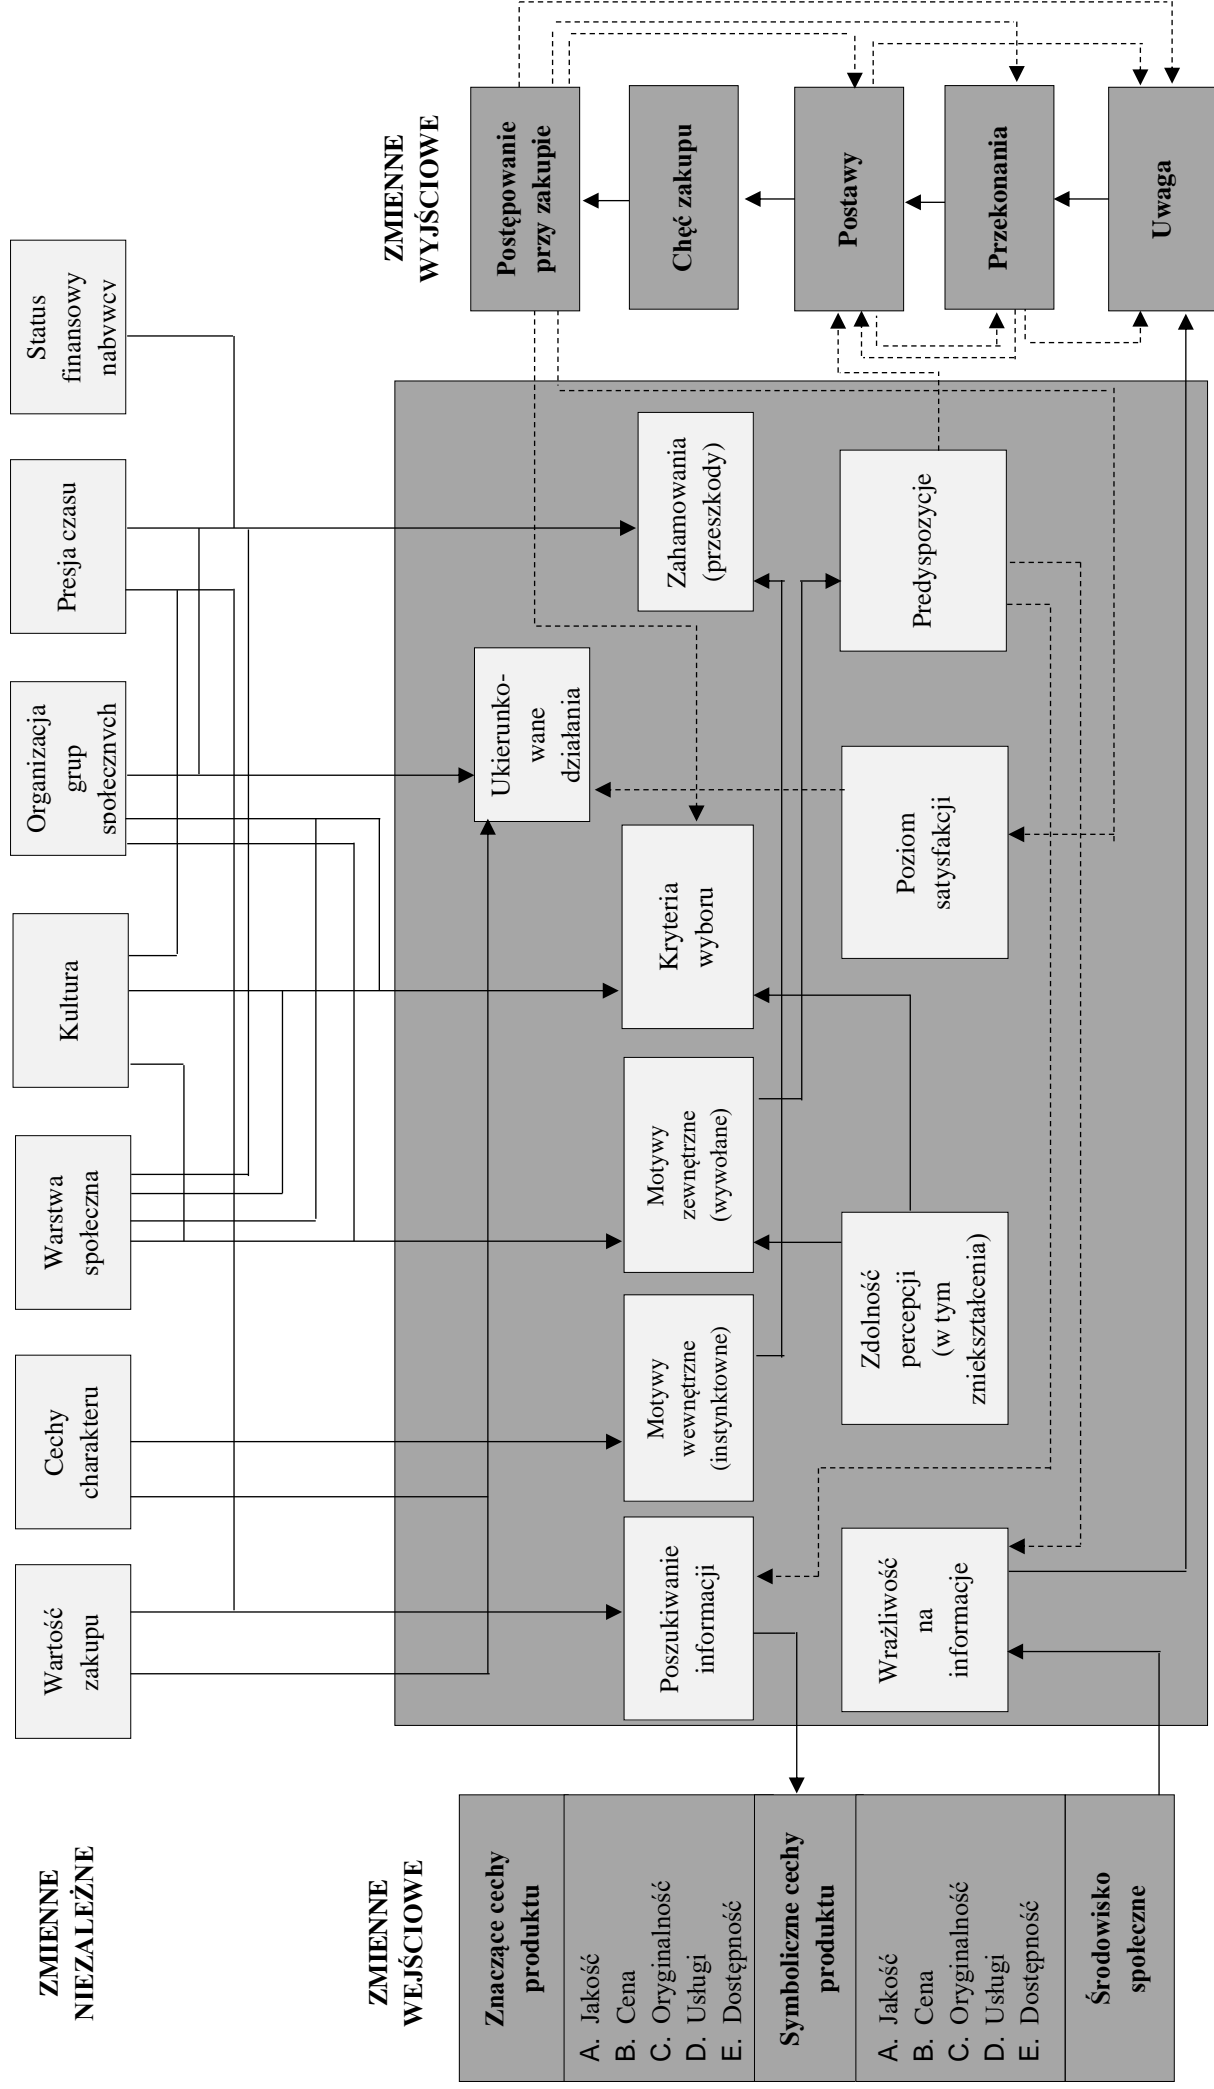 ZMIENNE
NIEZALEŻNE
Wartość
zakupu
Cechy
charakteru
Warstwa
społeczna
Kultura
Organizacja
grup
społecznych
Presja czasu
Status
finansowy
nabywcy
ZMIENNE
WEJŚCIOWE
Znaczące cechy
produktu
A. Jakość
B. Cena
C. Oryginalność
D. Usługi
E. Dostępność
Symboliczne cechy
produktu
A. Jakość
B. Cena
C. Oryginalność
D. Usługi
E. Dostępność
Środowisko
społeczne
Ukierunko-
wane
działania
Poszukiwanie
informacji
Motywy
wewnętrzne
(instynktowne)
Motywy
zewnętrzne
(wywołane)
Kryteria
wyboru
Zahamowania
(przeszkody)
Wrażliwość
na
informacje
Zdolność
percepcji
(w tym
zniekształcenia)
Poziom
satysfakcji
Predyspozycje
ZMIENNE
WYJŚCIOWE
Postępowanie
przy zakupie
Chęć zakupu
Postawy
Przekonania
Uwaga